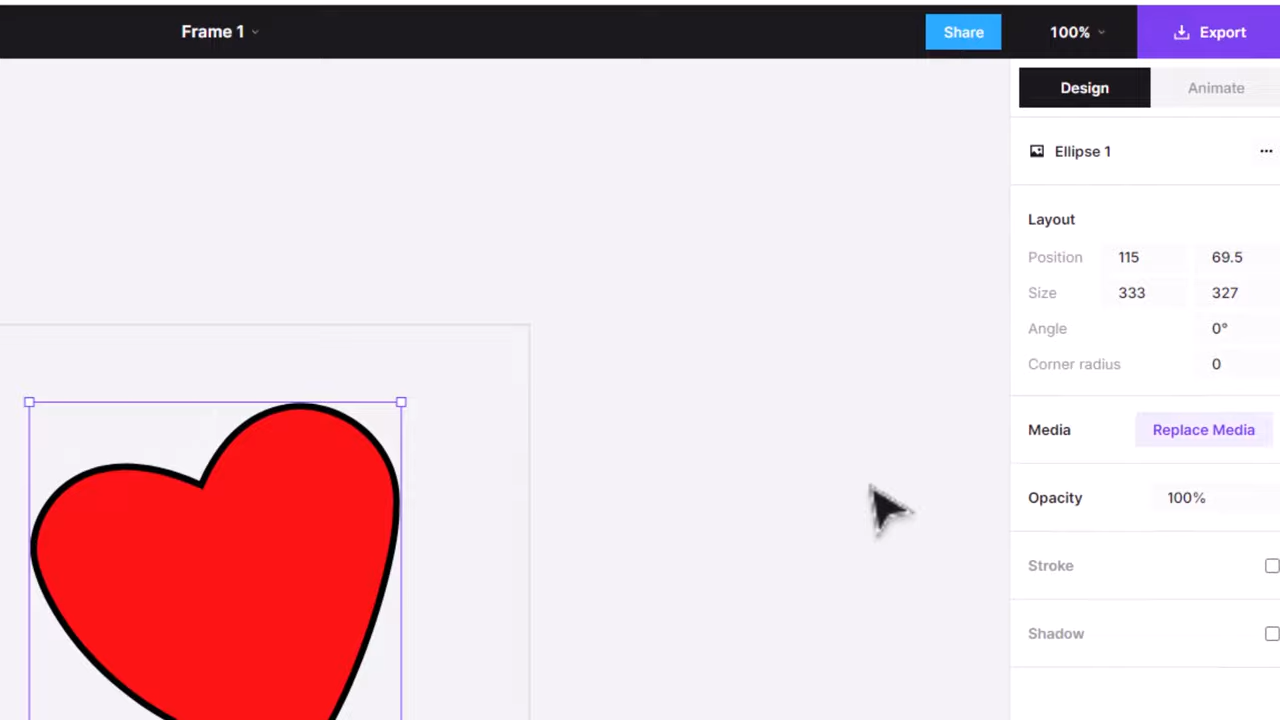 Frame 1
Share
100%
Export
Design
Animate
Ellipse 1
Layout
Position 115 69.5
Size 333 327
Angle 0°
Corner radius 0
Media Replace Media
Opacity 100%
Stroke
Shadow